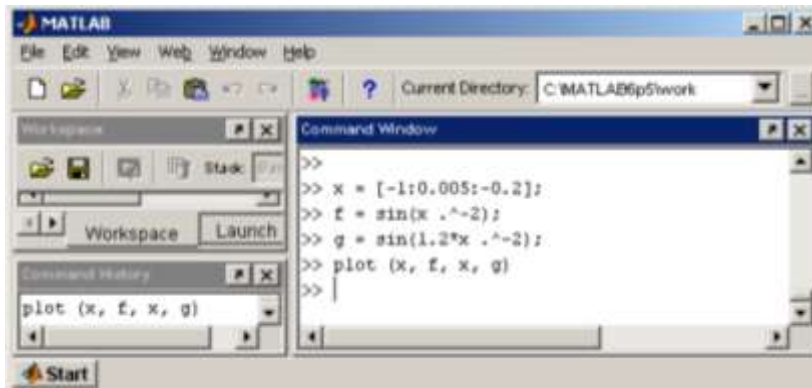 MATLAB
File Edit View Web Window Help
? Current Directory: C:\MATLAB6p5\work
Workspace
Stack:
Workspace Launch
Command History
plot (x, f, x, g)
Command Window
>>
>> x = [-1:0.005:-0.2];
>> f = sin(x .^-2);
>> g = sin(1.2*x .^-2);
>> plot (x, f, x, g)
>>
Start